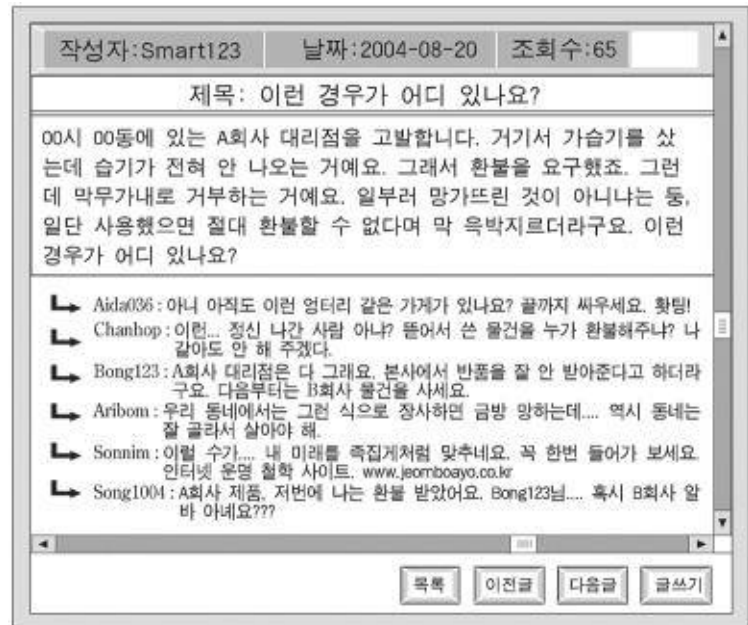 작성자:Smart123 날짜:2004-08-20 조회수:65
제목: 이런 경우가 어디 있나요?
00시 00동에 있는 A회사 대리점을 고발합니다. 거기서 가습기를 샀
는데 습기가 전혀 안 나오는 거예요. 그래서 환불을 요구했죠. 그런
데 막무가내로 거부하는 거예요. 일부러 망가뜨린 것이 아니냐는 둥,
일단 사용했으면 절대 환불할 수 없다며 막 윽박지르더라구요. 이런
경우가 어디 있나요?
Aida036 : 아니 아직도 이런 엉터리 같은 가게가 있나요? 끝까지 싸우세요. 홧팅!
Chanhop : 이런... 정신 나간 사람 아냐? 뜯어서 쓴 물건을 누가 환불해주냐? 나
같아도 안 해 주겠다.
Bong123 : A회사 대리점은 다 그래요. 본사에서 반품을 잘 안 받아준다고 하더라
구요. 다음부터는 B회사 물건을 사세요.
Aribom : 우리 동네에서는 그런 식으로 장사하면 금방 망하는데.... 역시 동네는
잘 골라서 살아야 해.
Sonnim : 이럴 수가.... 내 미래를 족집게처럼 맞추네요. 꼭 한번 들어가 보세요.
인터넷 운명 철학 사이트. www.jeomboayo.co.kr
Song1004 : A회사 제품. 저번에 나는 환불 받았어요. Bong123님.... 혹시 B회사 알
바 아녜요???
목록 이전글 다음글 글쓰기